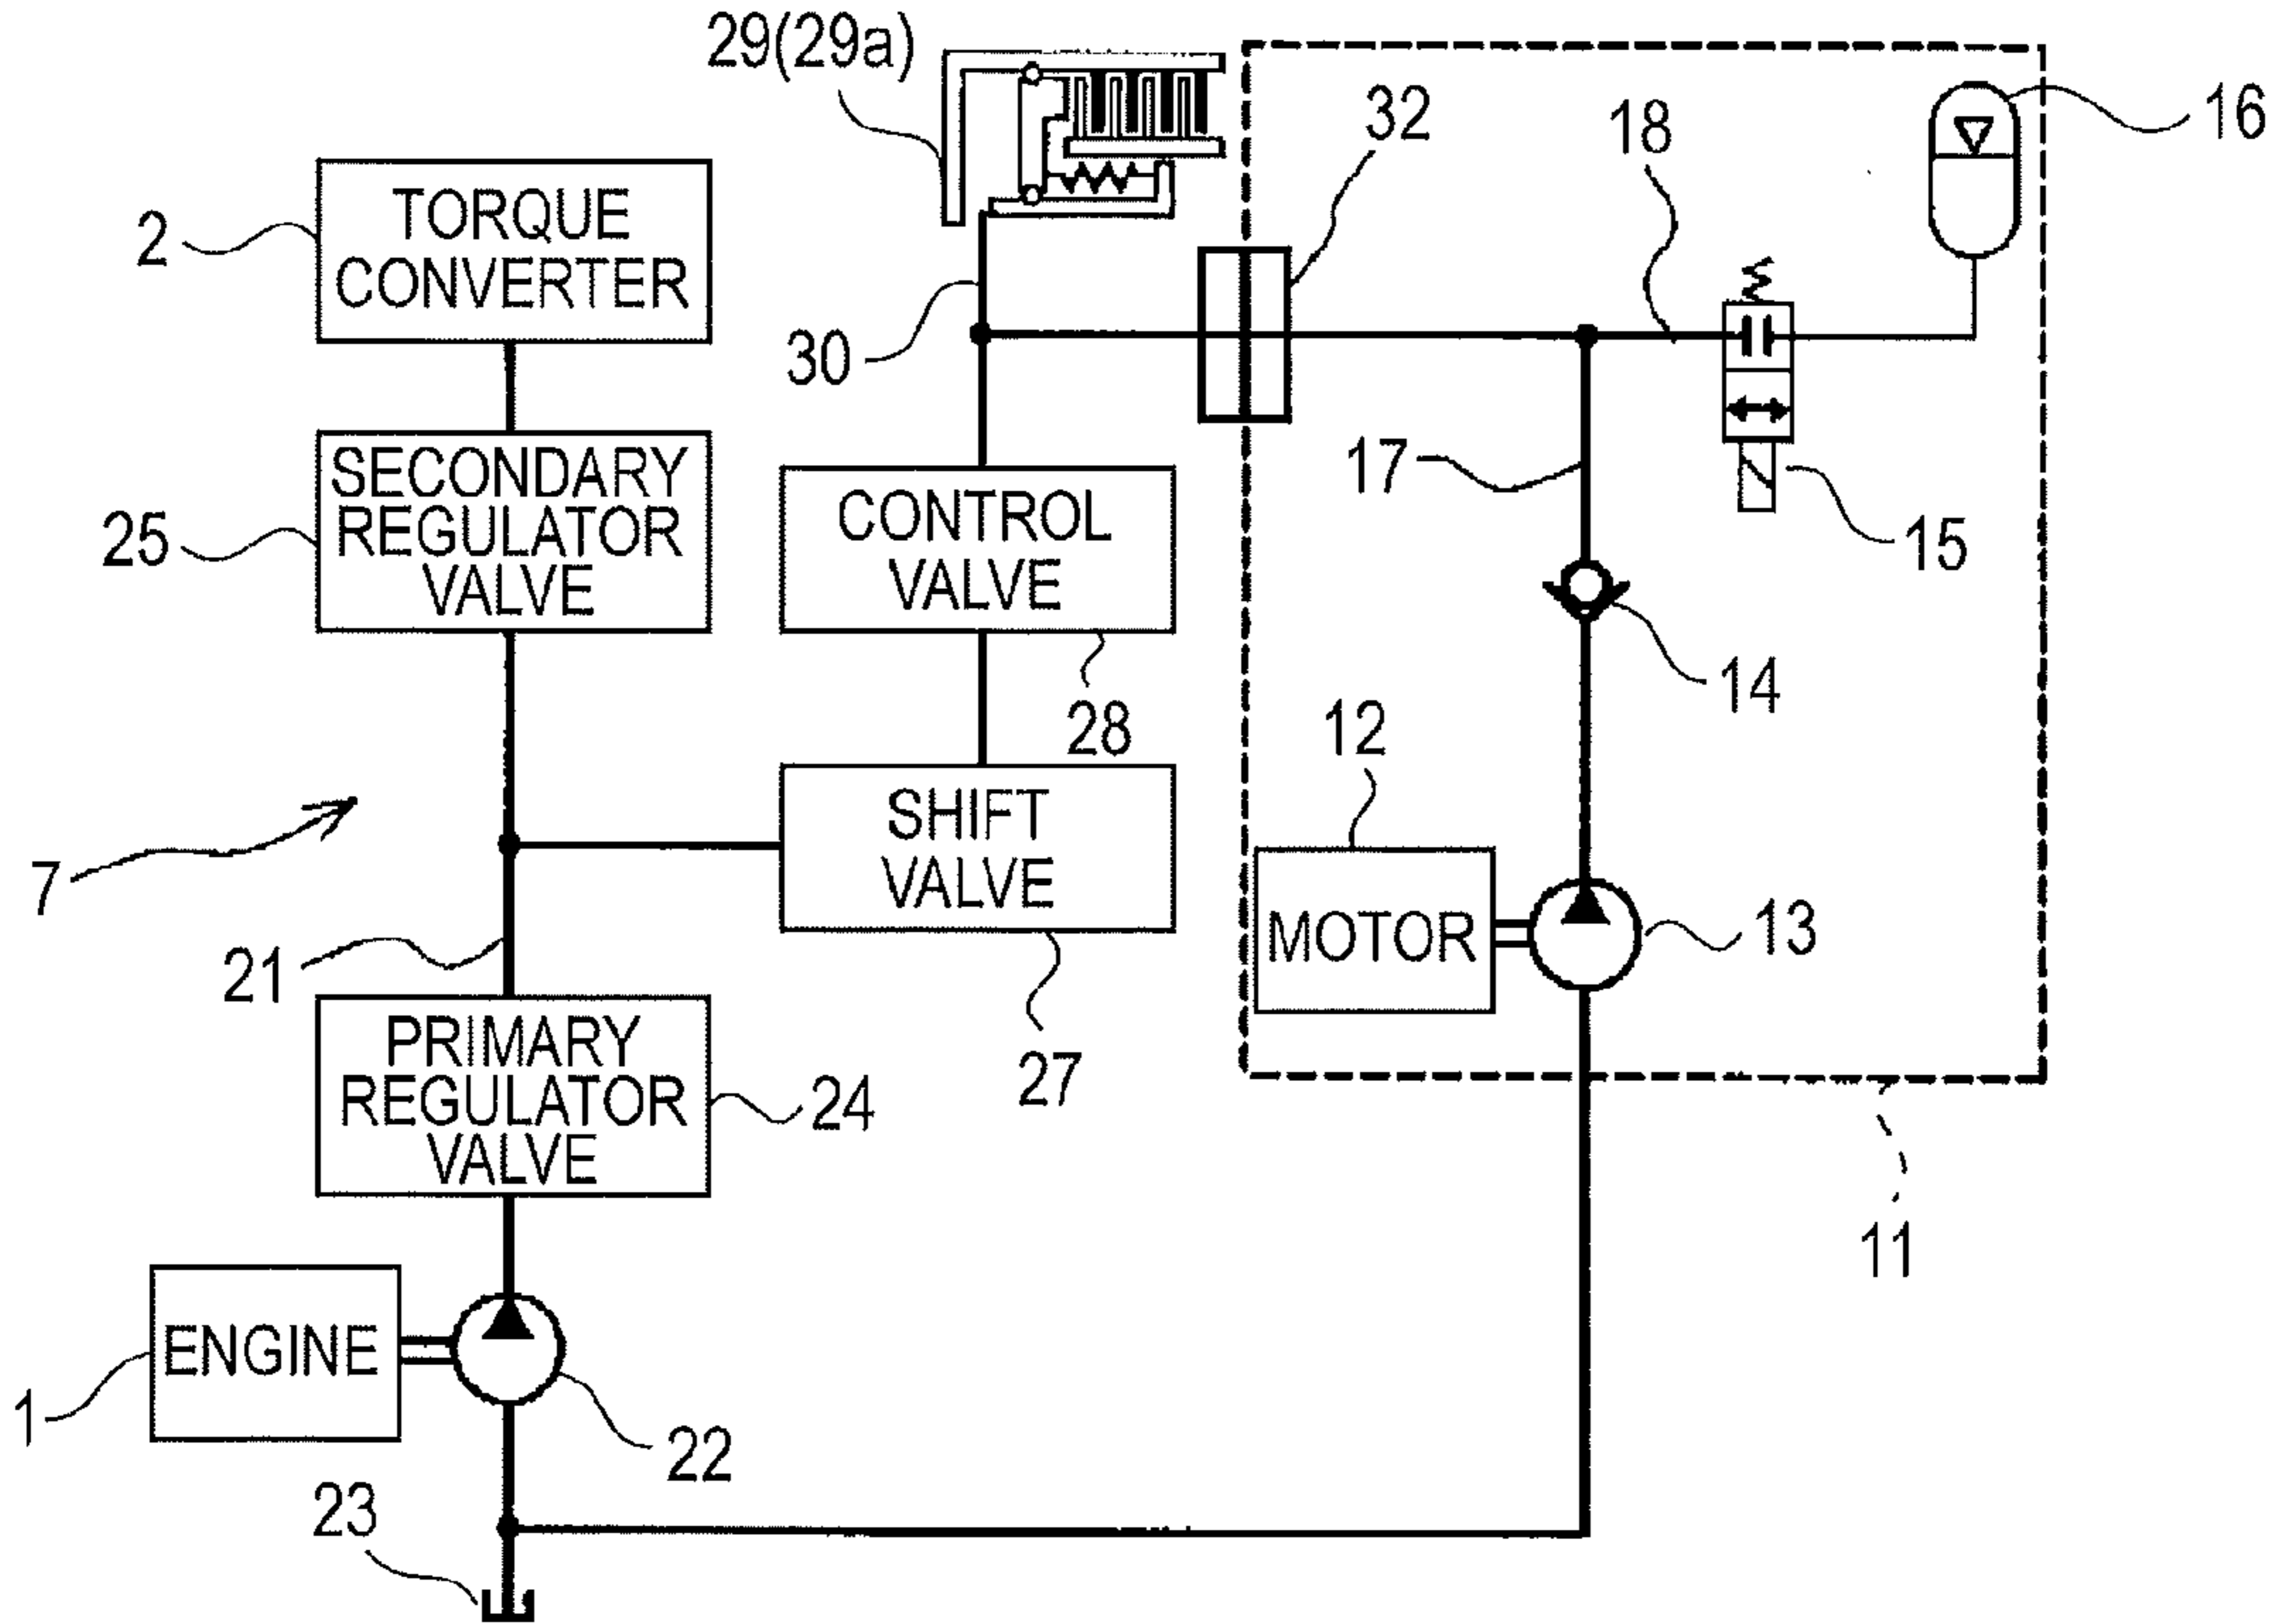 29(29a)
32
18
16
2
TORQUE
CONVERTER
30
17
15
25
SECONDARY
REGULATOR
VALVE
CONTROL
VALVE
14
28
12
7
SHIFT
VALVE
MOTOR
13
21
27
PRIMARY
REGULATOR
VALVE
24
11
ENGINE
1
22
23